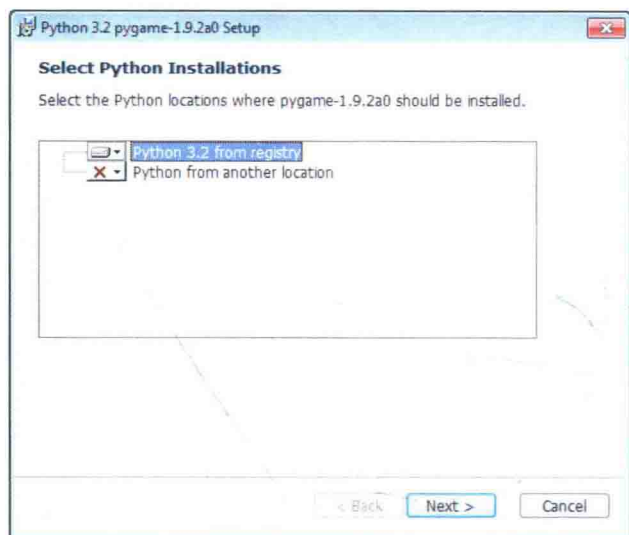 Python 3.2 pygame-1.9.2a0 Setup
Select Python Installations
Select the Python locations where pygame-1.9.2a0 should be installed.
Python 3.2 from registry
Python from another location
< Back
Next >
Cancel